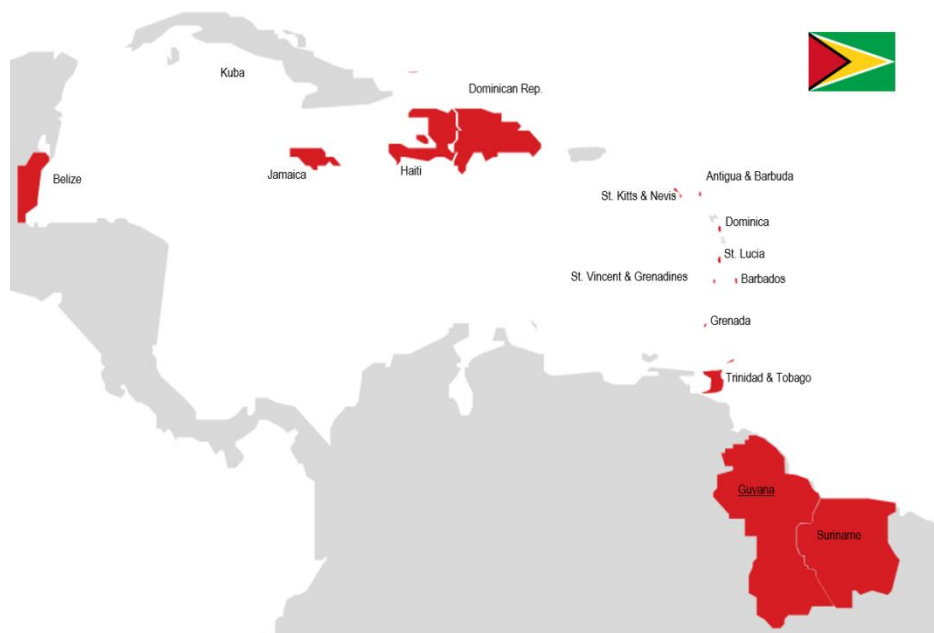 Kuba
Dominican Rep.
Belize
Jamaica
Haiti
Antigua & Barbuda
St. Kitts & Nevis
Dominica
St. Lucia
St. Vincent & Grenadines
Barbados
Grenada
Trinidad & Tobago
Guyana
Suriname